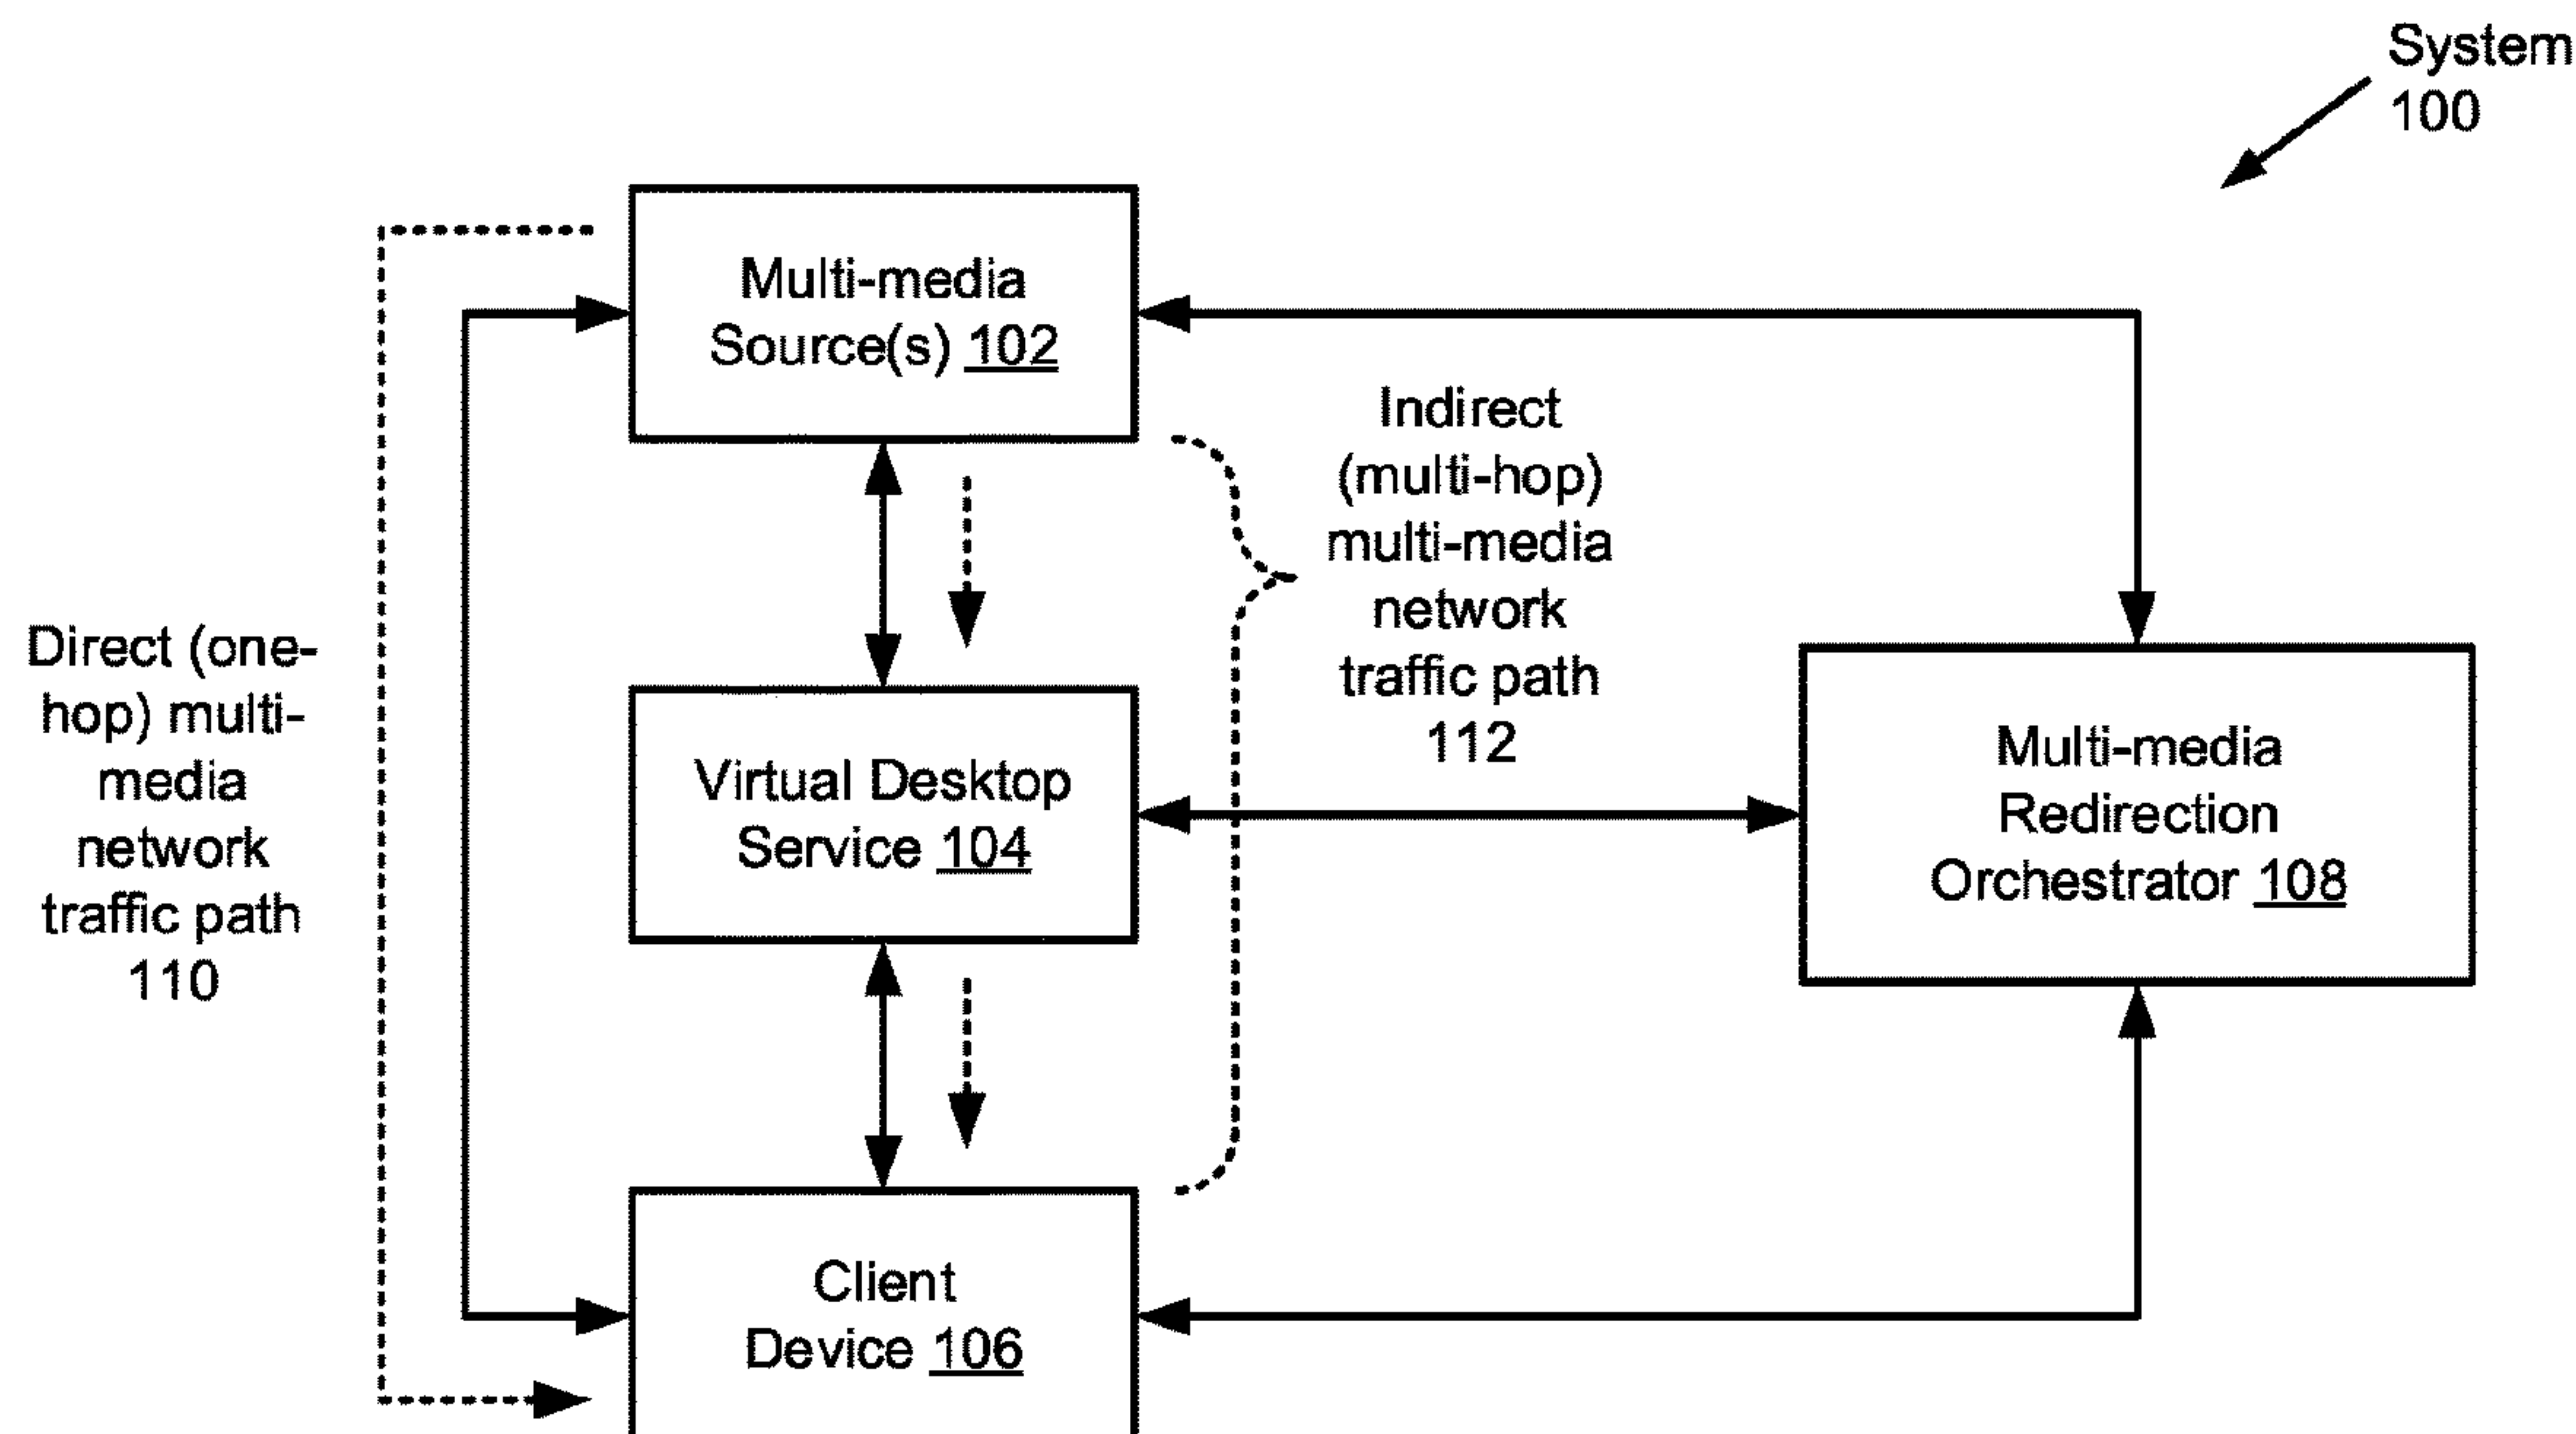 System
100
Multi-media
Source(s) 102
Indirect
(multi-hop)
multi-media
network
traffic path
112
Direct (one-
hop) multi-
media
network
traffic path
110
Virtual Desktop
Service 104
Multi-media
Redirection
Orchestrator 108
Client
Device 106